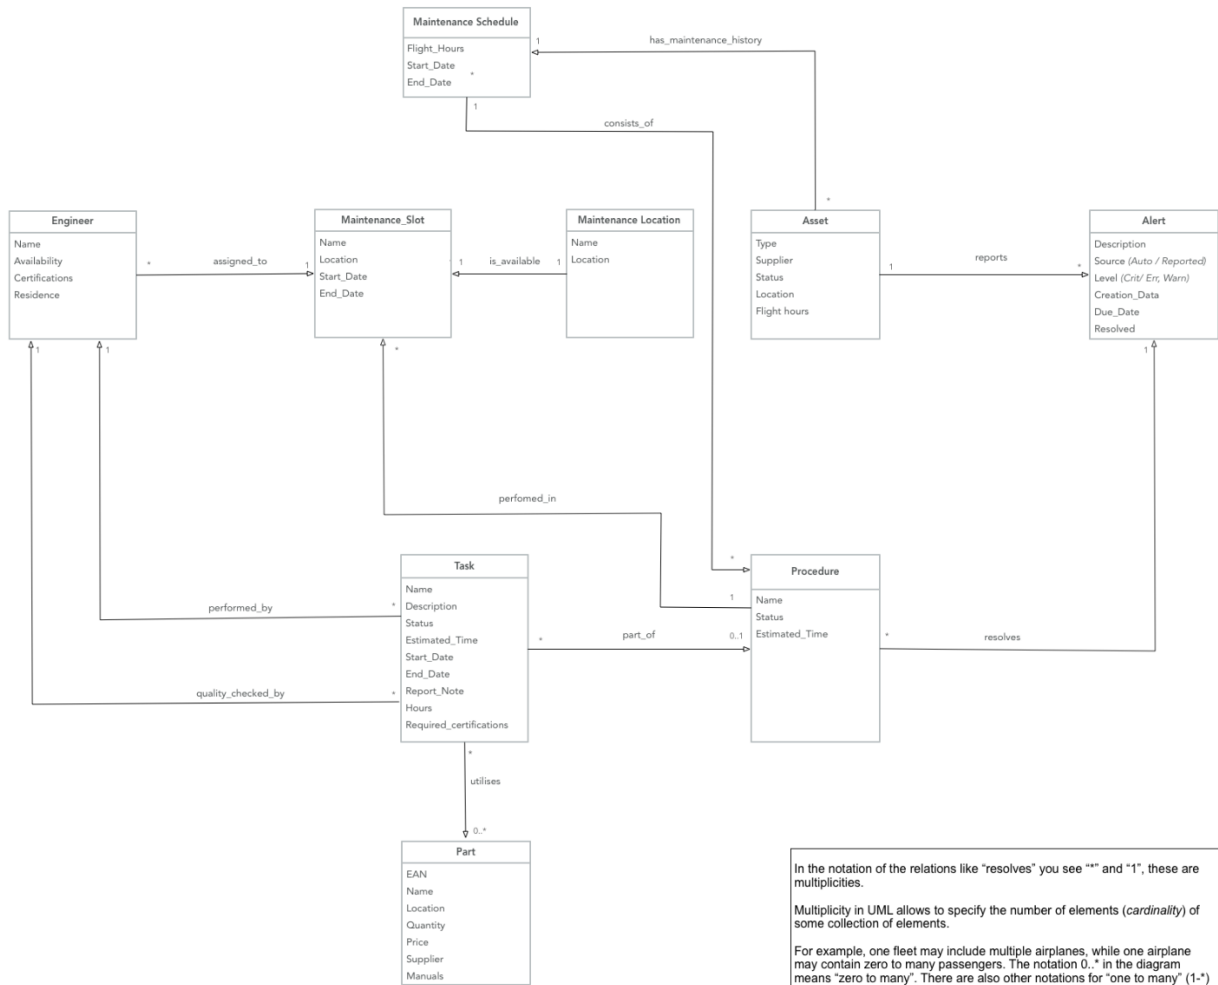 Maintenance Schedule
Flight_Hours
Start_Date
*
End_Date
1
has_maintenance_history
1
consists_of
*
Engineer
Name
Availability
Certifications
Residence
*
assigned_to
1
Maintenance_Slot
Name
Location
Start_Date
End_Date
1
is_available
1
Maintenance Location
Name
Location
Asset
Type
Supplier
Status
Location
Flight hours
1
reports
*
Alert
Description
Source (Auto / Reported)
Level (Crit/ Err, Warn)
Creation_Data
Due_Date
Resolved
1
1
*
1
perfomed_in
*
1
Task
Name
Description
Status
Estimated_Time
Start_Date
End_Date
Report_Note
Hours
Required_certifications
performed_by
*
quality_checked_by
*
*
part_of
0..1
Procedure
Name
Status
Estimated_Time
*
resolves
*
utilises
0..*
Part
EAN
Name
Location
Quantity
Price
Supplier
Manuals
In the notation of the relations like “resolves” you see “*” and “1”, these are
multiplicities.
Multiplicity in UML allows to specify the number of elements (cardinality) of
some collection of elements.
For example, one fleet may include multiple airplanes, while one airplane
may contain zero to many passengers. The notation 0..* in the diagram
means “zero to many”. There are also other notations for “one to many” (1-*)